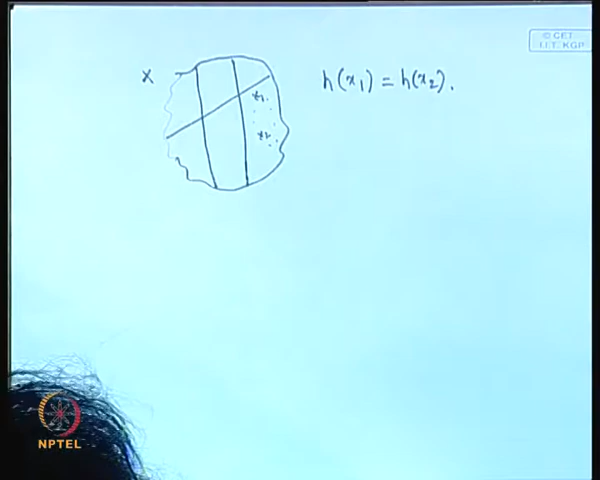 © CET
I.I.T. KGP
X
h(x₁) = h(x₂).
x₁.
x₂
NPTEL